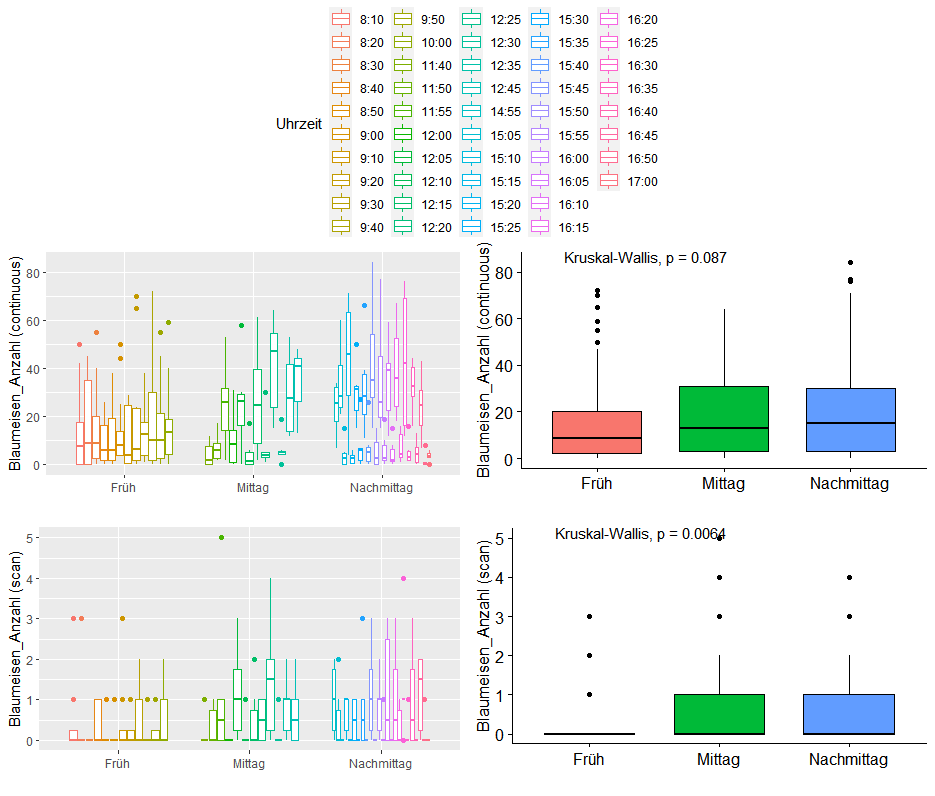 8:10 9:50 12:25 15:30 16:20
8:20 10:00 12:30 15:35 16:25
8:30 11:40 12:35 15:40 16:30
8:40 11:50 12:45 15:45 16:35
8:50 11:55 14:55 15:50 16:40
Uhrzeit
9:00 12:00 15:05 15:55 16:45
9:10 12:05 15:10 16:00 16:50
9:20 12:10 15:15 16:05 17:00
9:30 12:15 15:20 16:10
9:40 12:20 15:25 16:15
Blaumeisen_Anzahl (continuous)
80
60
40
20
0
Früh Mittag Nachmittag
Kruskal-Wallis, p = 0.087
Blaumeisen_Anzahl (continuous)
80
60
40
20
0
Früh Mittag Nachmittag
Blaumeisen_Anzahl (scan)
5
4
3
2
1
0
Früh Mittag Nachmittag
Kruskal-Wallis, p = 0.0064
Blaumeisen_Anzahl (scan)
5
4
3
2
1
0
Früh Mittag Nachmittag